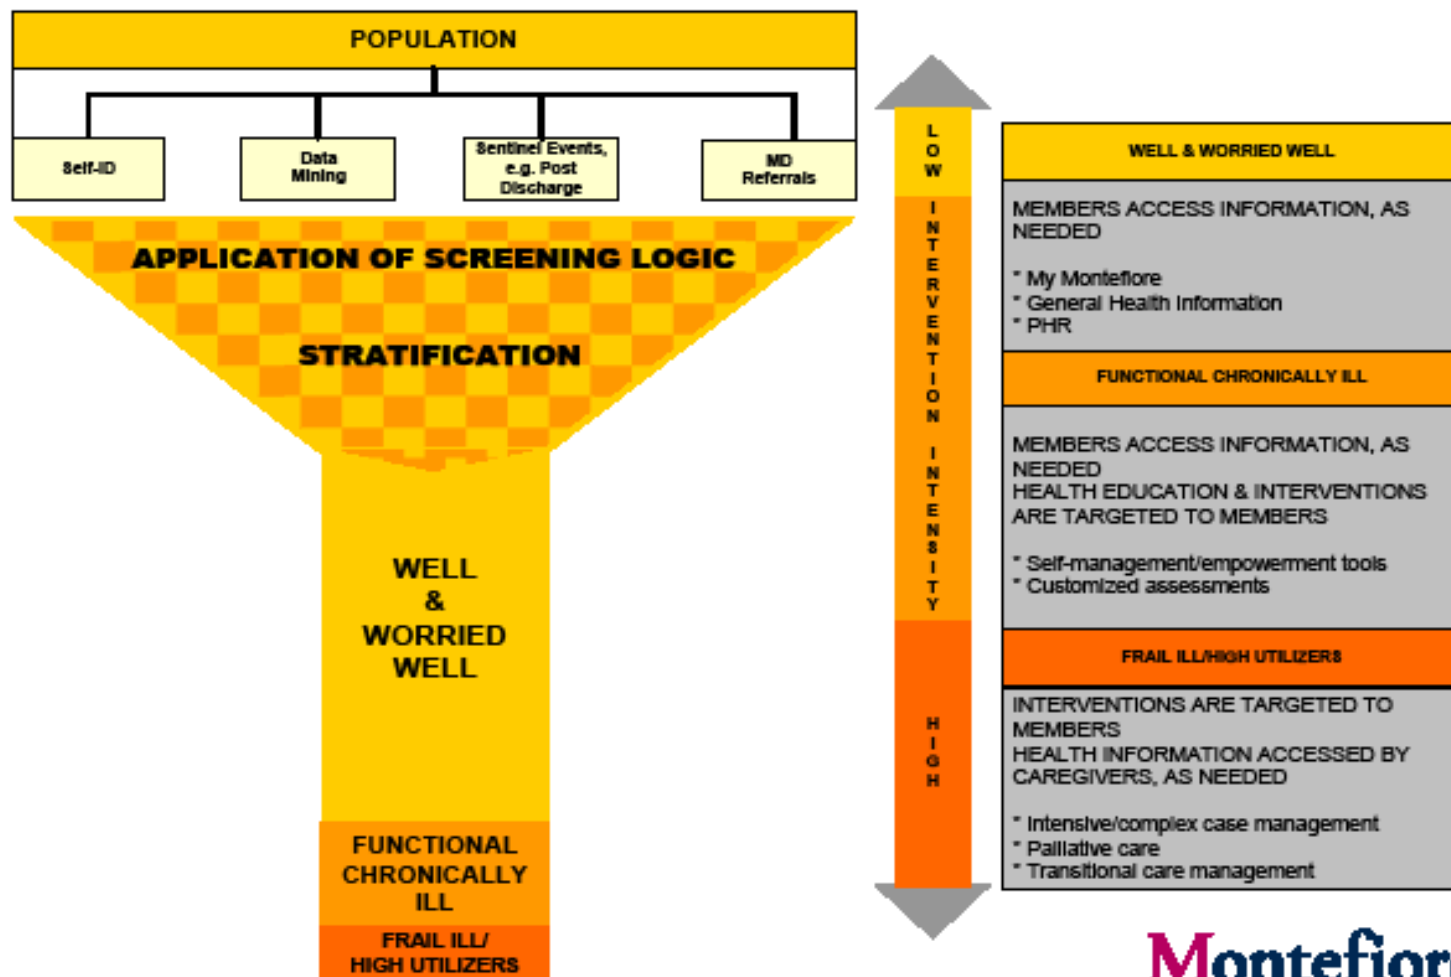 POPULATION
Self-ID
Data
Mining
Sentinel Events,
e.g. Post
Discharge
MD
Referrals
APPLICATION OF SCREENING LOGIC
STRATIFICATION
WELL
&
WORRIED
WELL
FUNCTIONAL
CHRONICALLY
ILL
FRAIL ILL/
HIGH UTILIZERS
LOW
INTERVENTION INTENSITY
HIGH
WELL & WORRIED WELL
MEMBERS ACCESS INFORMATION, AS
NEEDED
* My Montefiore
* General Health Information
* PHR
FUNCTIONAL CHRONICALLY ILL
MEMBERS ACCESS INFORMATION, AS
NEEDED
HEALTH EDUCATION & INTERVENTIONS
ARE TARGETED TO MEMBERS
* Self-management/empowerment tools
* Customized assessments
FRAIL ILL/HIGH UTILIZERS
INTERVENTIONS ARE TARGETED TO
MEMBERS
HEALTH INFORMATION ACCESSED BY
CAREGIVERS, AS NEEDED
* Intensive/complex case management
* Palliative care
* Transitional care management
Montefiore